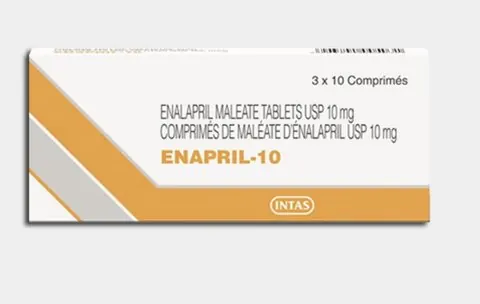 3 x 10 Comprimés
ENALAPRIL MALEATE TABLETS USP 10 mg
COMPRIMÉS DE MALÉATE D'ÉNALAPRIL USP 10 mg
ENAPRIL-10
INTAS